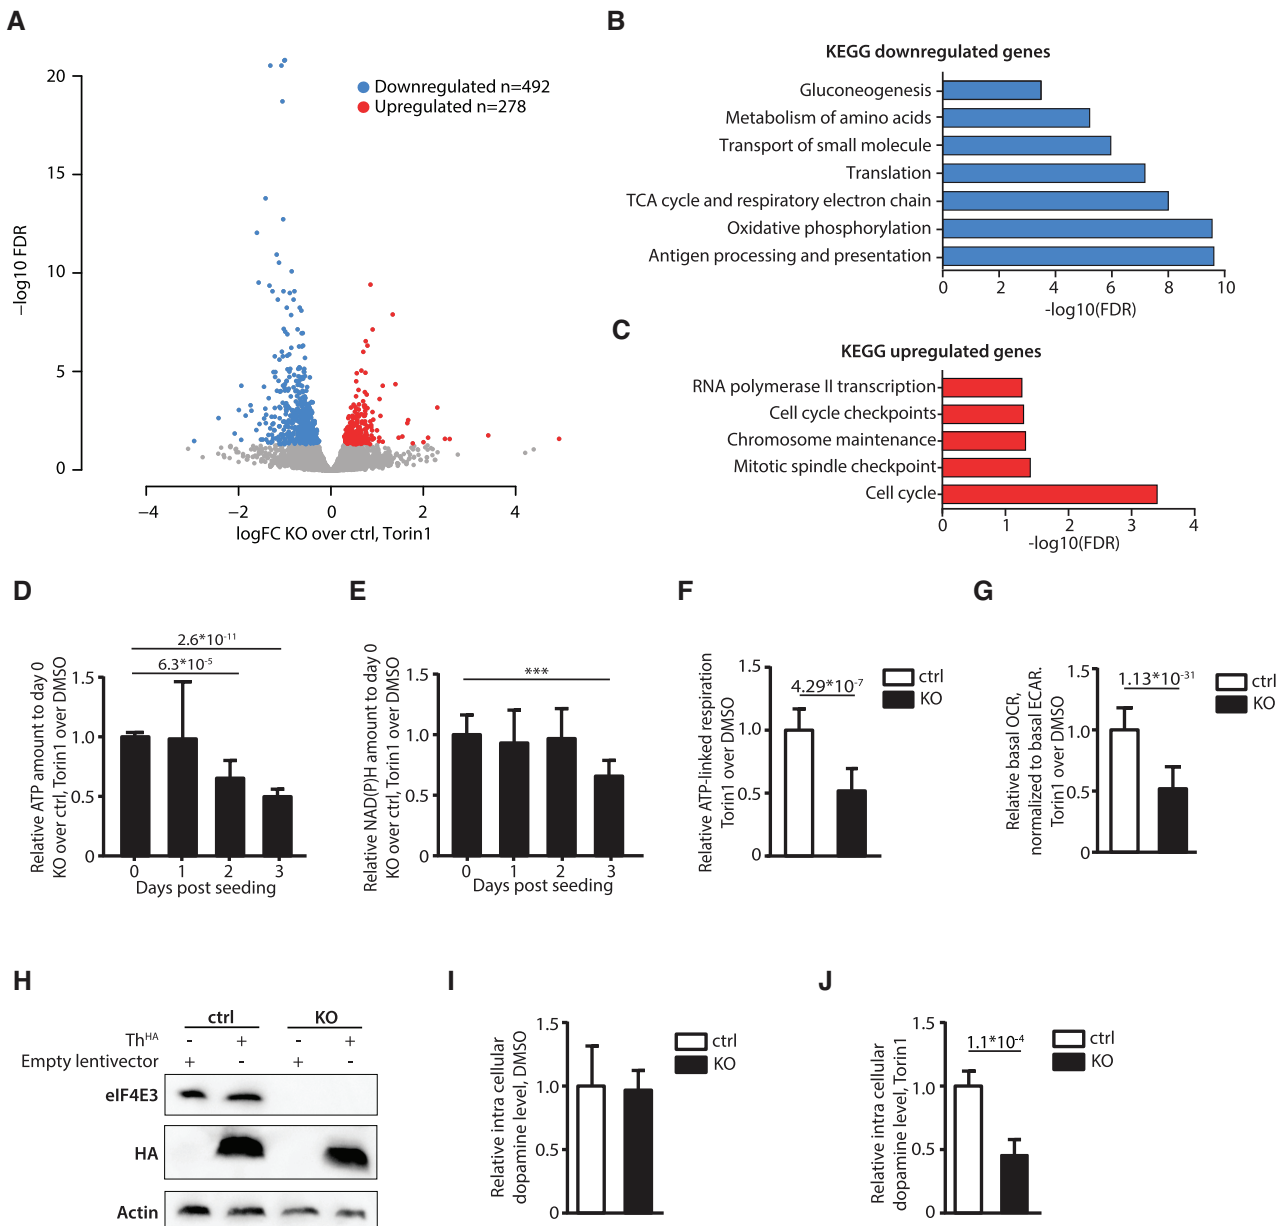 A
20
15
10
5
0
−log10 FDR
Downregulated n=492
Upregulated n=278
−4 −2 0 2 4
logFC KO over ctrl, Torin1
B
KEGG downregulated genes
Gluconeogenesis
Metabolism of amino acids
Transport of small molecule
Translation
TCA cycle and respiratory electron chain
Oxidative phosphorylation
Antigen processing and presentation
0 2 4 6 8 10
-log10(FDR)
C
KEGG upregulated genes
RNA polymerase II transcription
Cell cycle checkpoints
Chromosome maintenance
Mitotic spindle checkpoint
Cell cycle
0 1 2 3 4
-log10(FDR)
D
Relative ATP amount to day 0
KO over ctrl, Torin1 over DMSO
2.6*10-11
6.3*10-5
1.5
1.0
0.5
0
0 1 2 3
Days post seeding
E
Relative NAD(P)H amount to day 0
KO over ctrl, Torin1 over DMSO
***
1.5
1.0
0.5
0
0 1 2 3
Days post seeding
F
Relative ATP-linked respiration
Torin1 over DMSO
4.29*10-7
1.5
1.0
0.5
0
ctrl
KO
G
Relative basal OCR,
normalized to basal ECAR.
Torin1 over DMSO
1.13*10-31
1.5
1.0
0.5
0
ctrl
KO
H
ctrl KO
ThHA - + - +
Empty lentivector + - + -
eIF4E3
HA
Actin
I
Relative intra cellular
dopamine level, DMSO
1.5
1.0
0.5
0
ctrl
KO
J
Relative intra cellular
dopamine level, Torin1
1.1*10-4
1.5
1.0
0.5
0
ctrl
KO